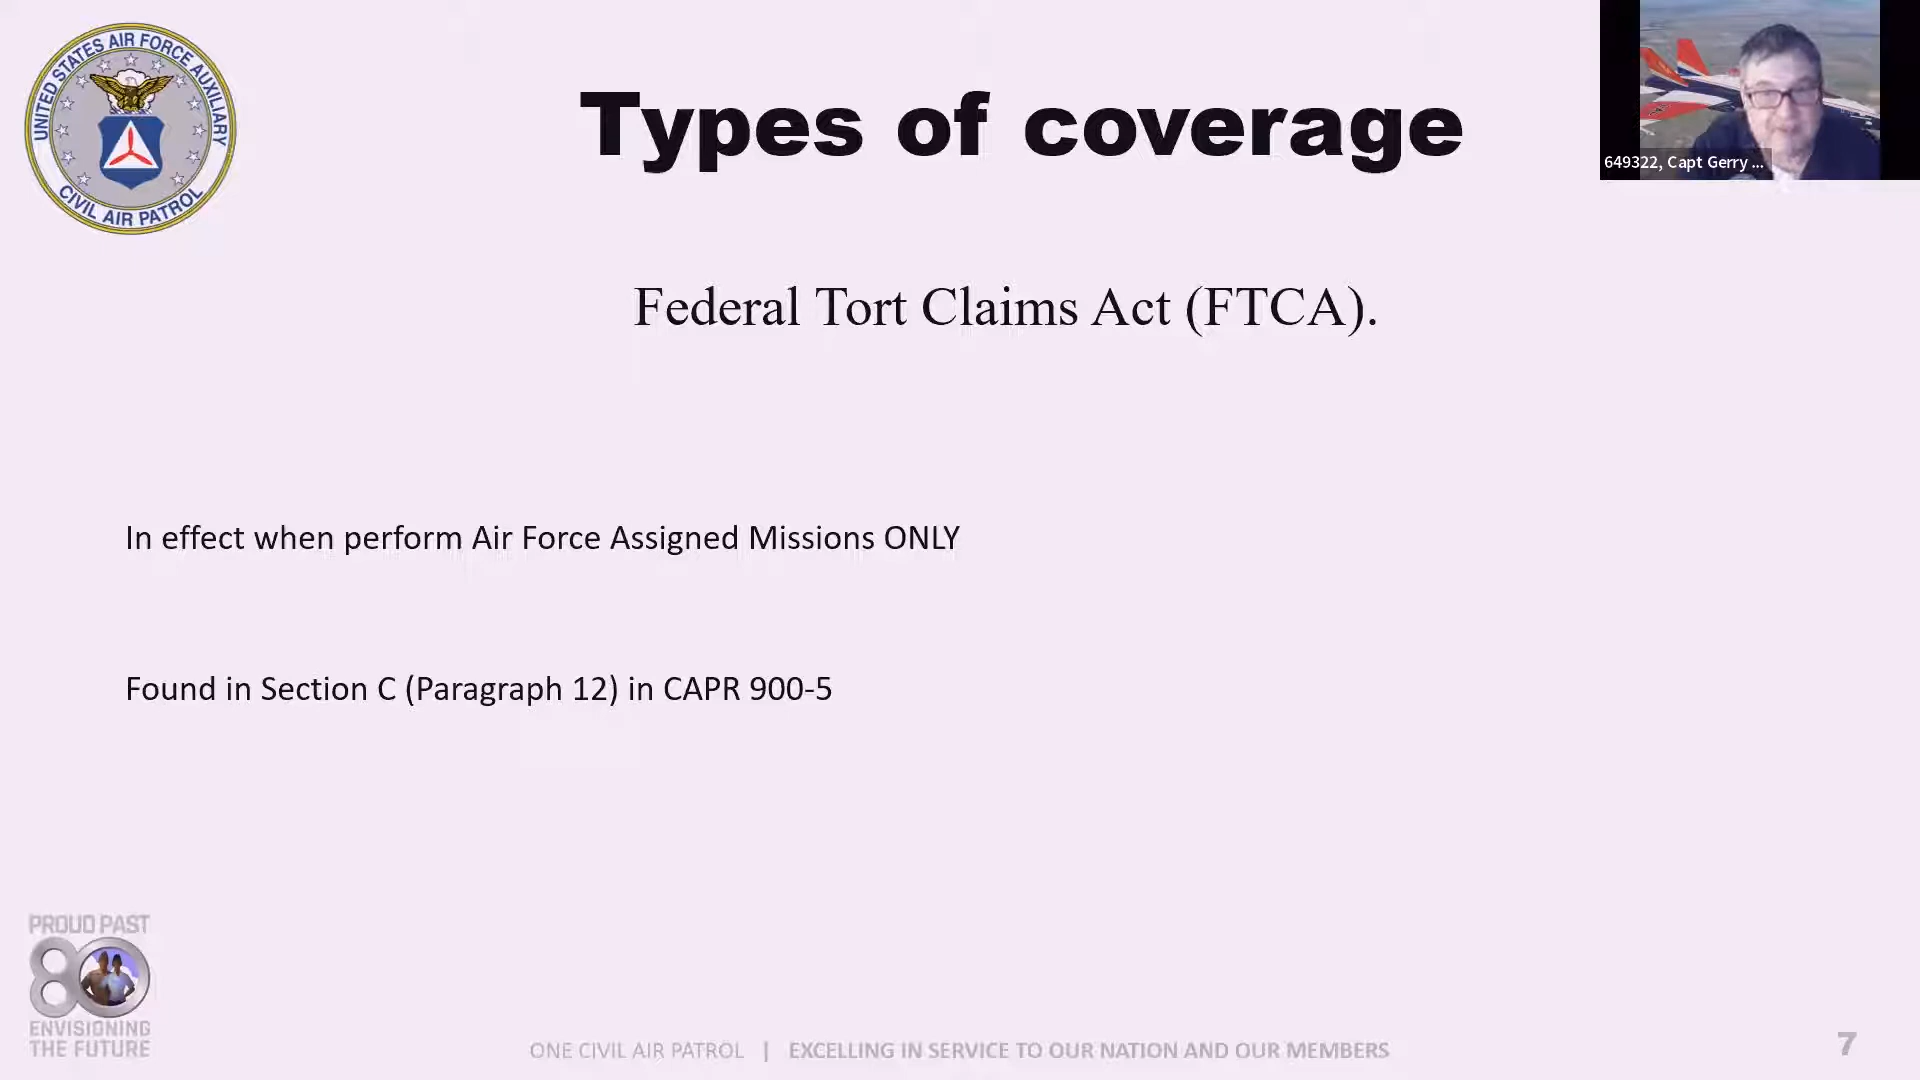 UNITED STATES AIR FORCE AUXILIARY
CIVIL AIR PATROL
Types of coverage
649322, Capt Gerry ...
Federal Tort Claims Act (FTCA).
In effect when perform Air Force Assigned Missions ONLY
Found in Section C (Paragraph 12) in CAPR 900-5
PROUD PAST
80
ENVISIONING
THE FUTURE
ONE CIVIL AIR PATROL | EXCELLING IN SERVICE TO OUR NATION AND OUR MEMBERS
7